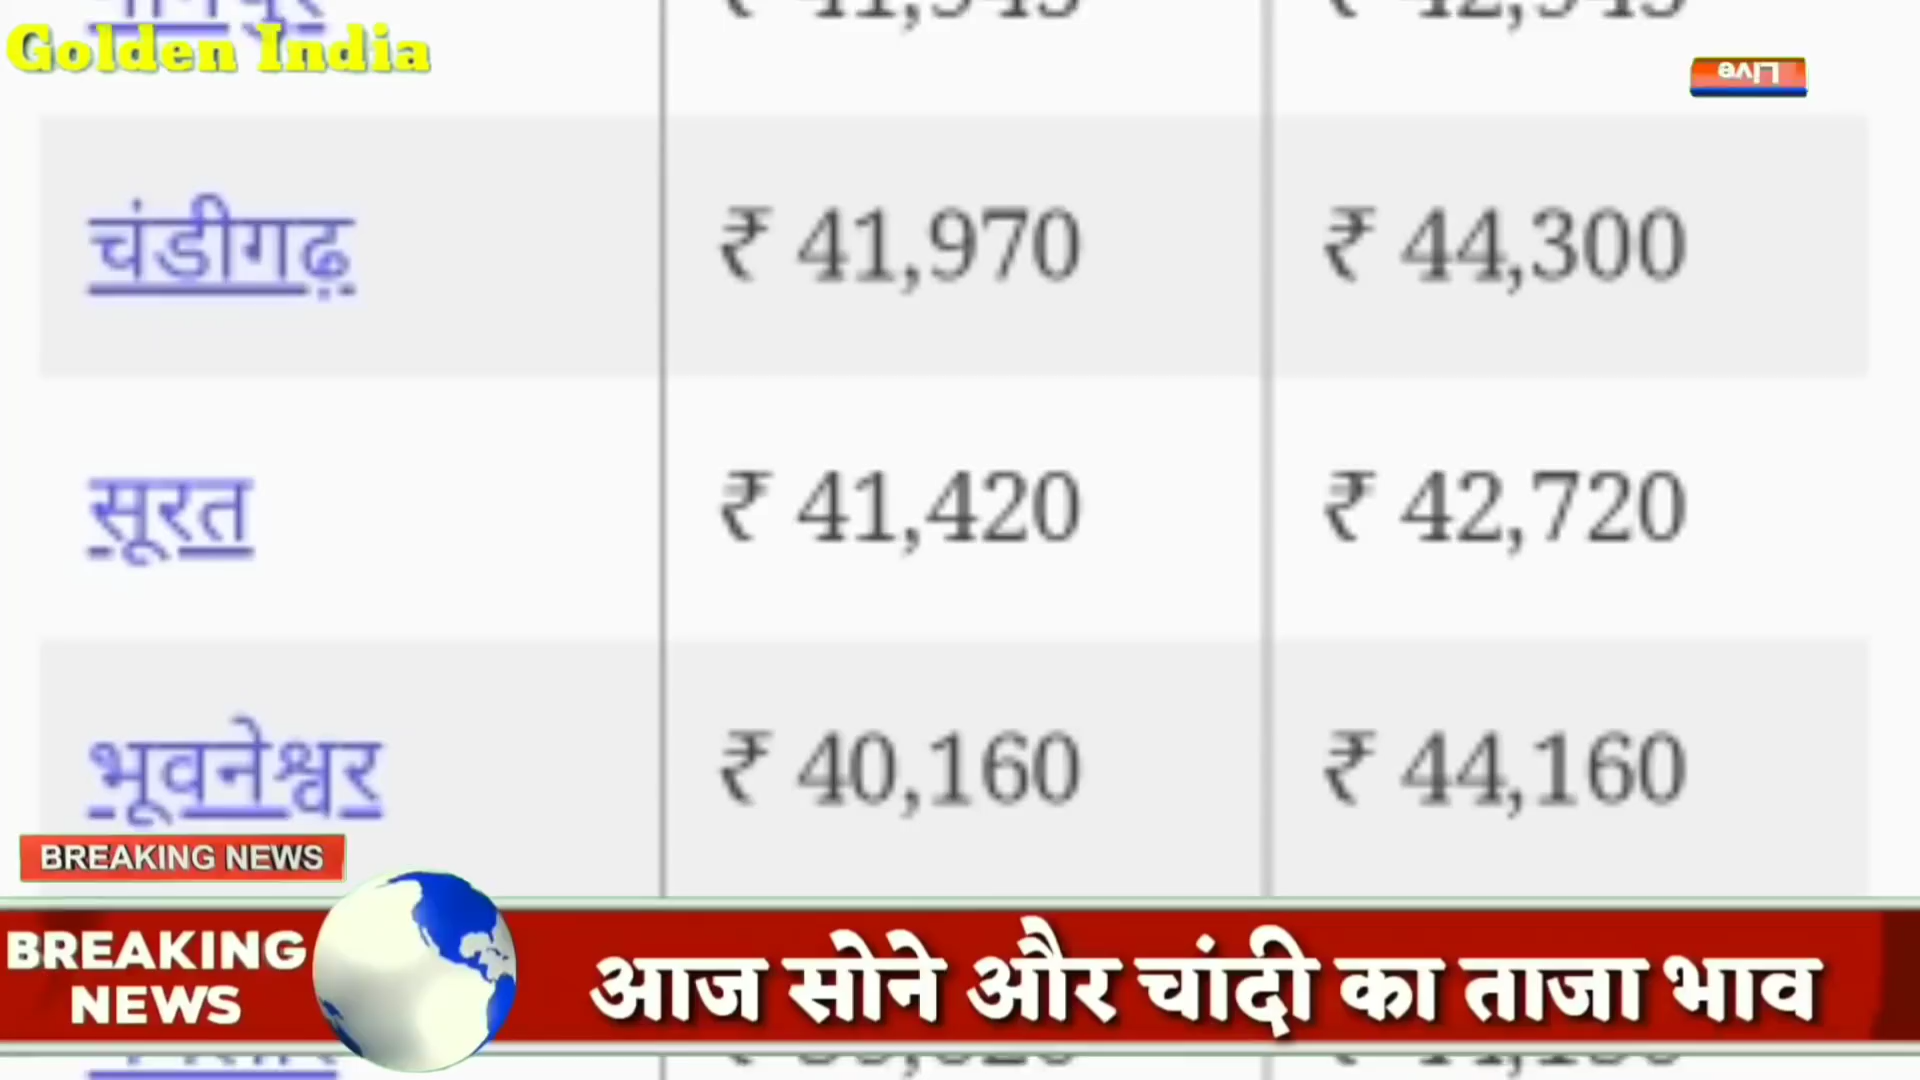 Golden India
Live
चंडीगढ़ ₹ 41,970 ₹ 44,300
सूरत ₹ 41,420 ₹ 42,720
भूवनेश्वर ₹ 40,160 ₹ 44,160
BREAKING NEWS
BREAKING NEWS
आज सोने और चांदी का ताजा भाव